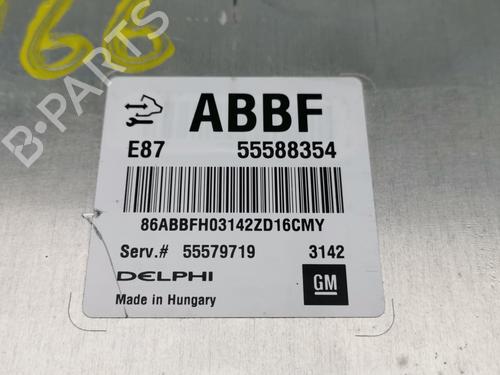 B-PARTS
ABBF
E87 55588354
86ABBFH03142ZD16CMY
Serv.# 55579719 3142
DELPHI
GM
Made in Hungary